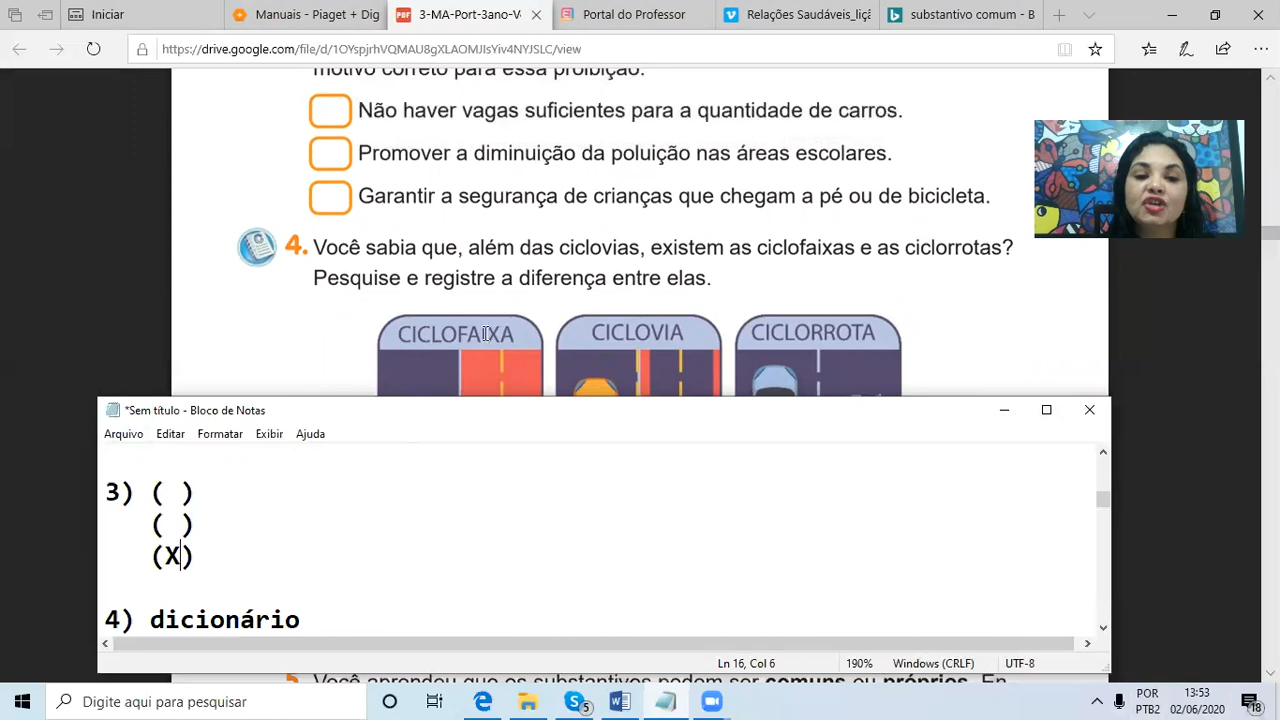 Iniciar
Manuais - Piaget + Dig
3-MA-Port-3ano-V
Portal do Professor
Relações Saudáveis_liçi
substantivo comum - B
https://drive.google.com/file/d/1OYspjrhVQMAU8gXLAOMJIsYiv4NYJSLC/view
motivo correto para essa proibição.
Não haver vagas suficientes para a quantidade de carros.
Promover a diminuição da poluição nas áreas escolares.
Garantir a segurança de crianças que chegam a pé ou de bicicleta.
4. Você sabia que, além das ciclovias, existem as ciclofaixas e as ciclorrotas?
Pesquise e registre a diferença entre elas.
CICLOFAIXA CICLOVIA CICLORROTA
*Sem título - Bloco de Notas
Arquivo Editar Formatar Exibir Ajuda
3) ( )
( )
(X)
4) dicionário
Ln 16, Col 6 190% Windows (CRLF) UTF-8
Você aprendeu que os substantivos podem ser comuns ou próprios. En
Digite aqui para pesquisar
5
POR
PTB2
13:53
02/06/2020
18